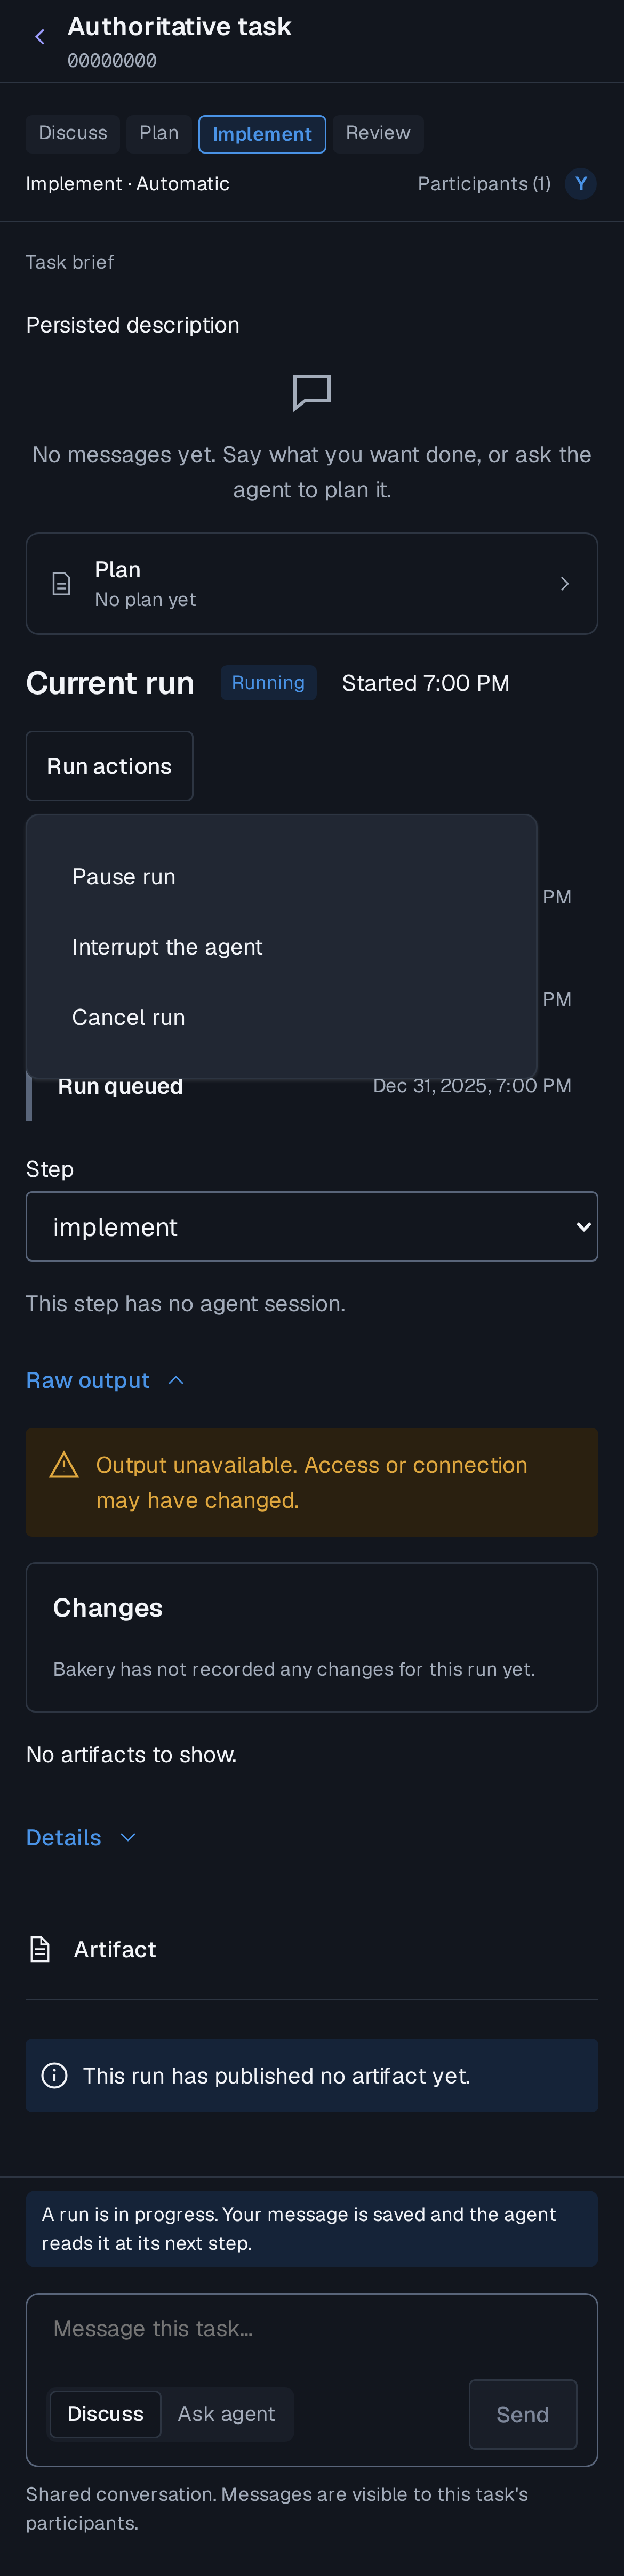 Authoritative task
00000000
Discuss
Plan
Implement
Review
Implement · Automatic
Participants (1)
Y
Task brief
Persisted description
No messages yet. Say what you want done, or ask the
agent to plan it.
Plan
No plan yet
Current run
Running
Started 7:00 PM
Run actions
Pause run
PM
Interrupt the agent
PM
Cancel run
Run queued
Dec 31, 2025, 7:00 PM
Step
implement
This step has no agent session.
Raw output
Output unavailable. Access or connection
may have changed.
Changes
Bakery has not recorded any changes for this run yet.
No artifacts to show.
Details
Artifact
This run has published no artifact yet.
A run is in progress. Your message is saved and the agent
reads it at its next step.
Message this task...
Discuss
Ask agent
Send
Shared conversation. Messages are visible to this task's
participants.